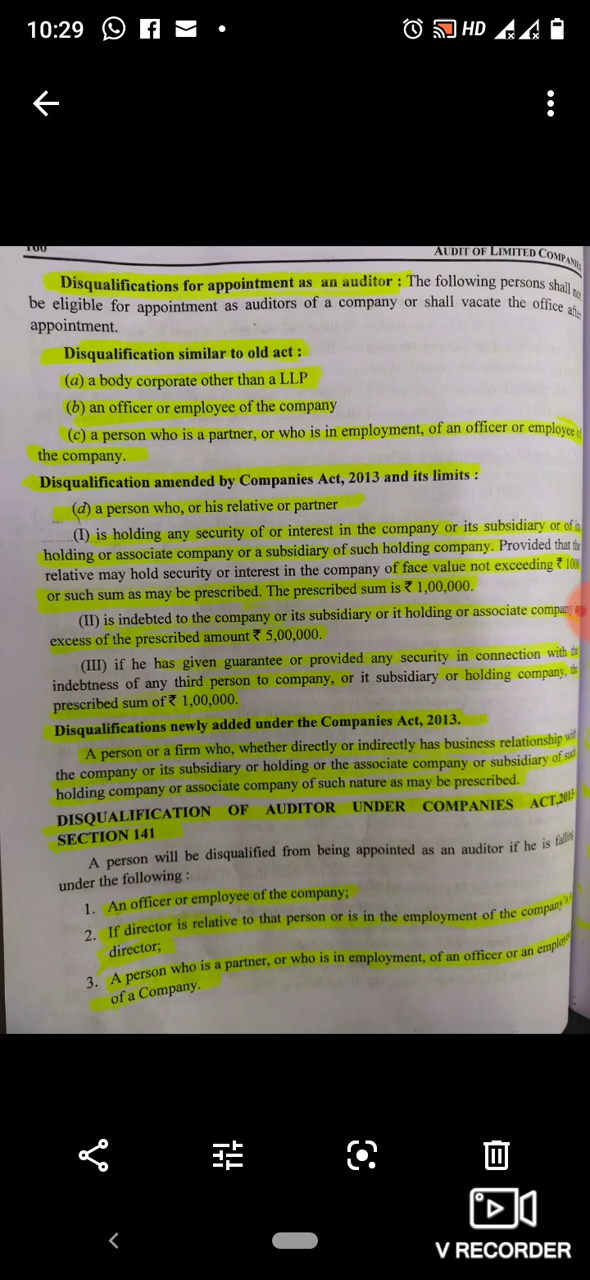 10:29 HD
160
AUDIT OF LIMITED COMPANIES
Disqualifications for appointment as an auditor : The following persons shall
be eligible for appointment as auditors of a company or shall vacate the office after
appointment.
Disqualification similar to old act :
(a) a body corporate other than a LLP
(b) an officer or employee of the company
(c) a person who is a partner, or who is in employment, of an officer or employee of
the company.
Disqualification amended by Companies Act, 2013 and its limits :
(d) a person who, or his relative or partner
(I) is holding any security of or interest in the company or its subsidiary or of
holding or associate company or a subsidiary of such holding company. Provided that the
relative may hold security or interest in the company of face value not exceeding ₹
or such sum as may be prescribed. The prescribed sum is ₹ 1,00,000.
(II) is indebted to the company or its subsidiary or it holding or associate company
excess of the prescribed amount ₹ 5,00,000.
(III) if he has given guarantee or provided any security in connection with the
indebtness of any third person to company, or it subsidiary or holding company,
prescribed sum of ₹ 1,00,000.
Disqualifications newly added under the Companies Act, 2013.
A person or a firm who, whether directly or indirectly has business relationship with
the company or its subsidiary or holding or the associate company or subsidiary of such
holding company or associate company of such nature as may be prescribed.
DISQUALIFICATION OF AUDITOR UNDER COMPANIES ACT,2013
SECTION 141
A person will be disqualified from being appointed as an auditor if he is falling
under the following :
1. An officer or employee of the company;
2. If director is relative to that person or is in the employment of the company's
director;
3. A person who is a partner, or who is in employment, of an officer or an employee
of a Company.
V RECORDER